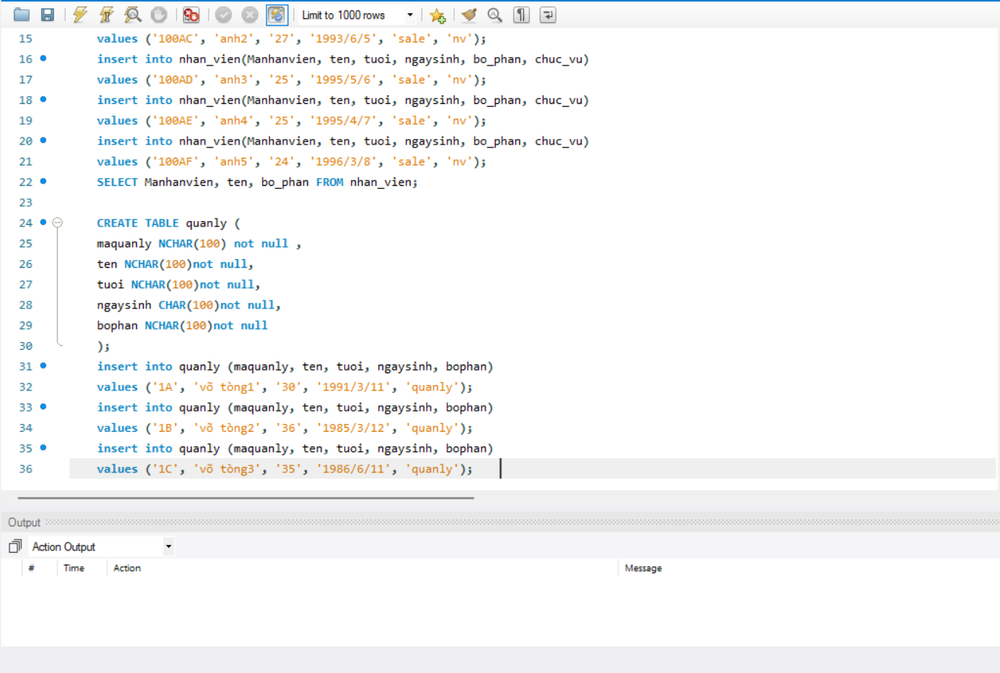 Limit to 1000 rows
15 values ('100AC', 'anh2', '27', '1993/6/5', 'sale', 'nv');
16 insert into nhan_vien(Manhanvien, ten, tuoi, ngaysinh, bo_phan, chuc_vu)
17 values ('100AD', 'anh3', '25', '1995/5/6', 'sale', 'nv');
18 insert into nhan_vien(Manhanvien, ten, tuoi, ngaysinh, bo_phan, chuc_vu)
19 values ('100AE', 'anh4', '25', '1995/4/7', 'sale', 'nv');
20 insert into nhan_vien(Manhanvien, ten, tuoi, ngaysinh, bo_phan, chuc_vu)
21 values ('100AF', 'anh5', '24', '1996/3/8', 'sale', 'nv');
22 SELECT Manhanvien, ten, bo_phan FROM nhan_vien;
23
24 CREATE TABLE quanly (
25 maquanly NCHAR(100) not null ,
26 ten NCHAR(100)not null,
27 tuoi NCHAR(100)not null,
28 ngaysinh CHAR(100)not null,
29 bophan NCHAR(100)not null
30 );
31 insert into quanly (maquanly, ten, tuoi, ngaysinh, bophan)
32 values ('1A', 'võ tòng1', '30', '1991/3/11', 'quanly');
33 insert into quanly (maquanly, ten, tuoi, ngaysinh, bophan)
34 values ('1B', 'võ tòng2', '36', '1985/3/12', 'quanly');
35 insert into quanly (maquanly, ten, tuoi, ngaysinh, bophan)
36 values ('1C', 'võ tòng3', '35', '1986/6/11', 'quanly');
Output
Action Output
# Time Action Message